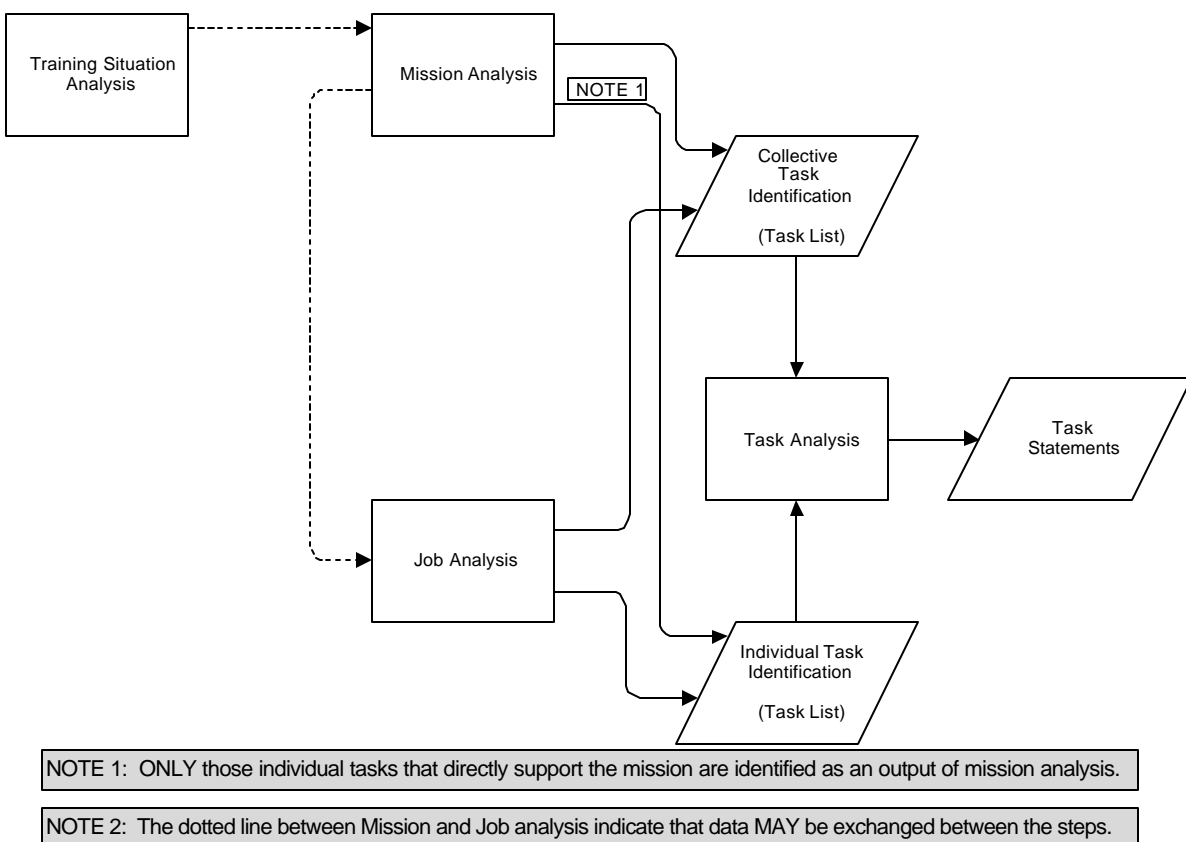 Training Situation
Analysis
Mission Analysis
NOTE 1
Collective
Task
Identification
(Task List)
Task Analysis
Task
Statements
Job Analysis
Individual Task
Identification
(Task List)
NOTE 1: ONLY those individual tasks that directly support the mission are identified as an output of mission analysis.
NOTE 2: The dotted line between Mission and Job analysis indicate that data MAY be exchanged between the steps.